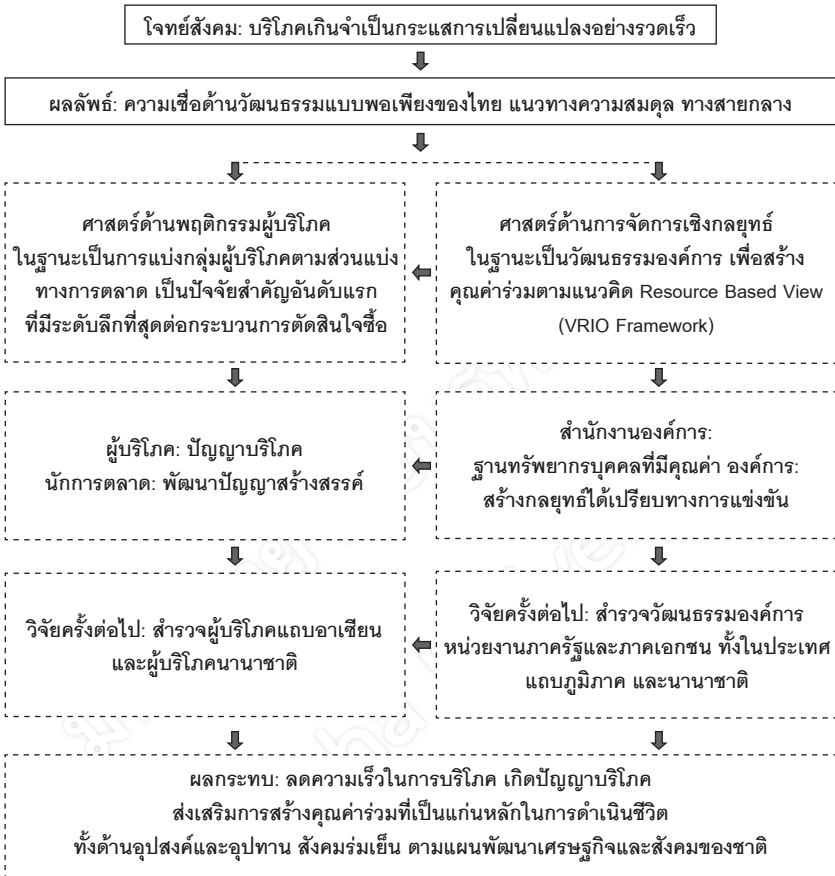 โจทย์สังคม: บริโภคเกินจำเป็นกระแสการเปลี่ยนแปลงอย่างรวดเร็ว
ผลลัพธ์: ความเชื่อด้านวัฒนธรรมแบบพอเพียงของไทย แนวทางความสมดุล ทางสายกลาง
ศาสตร์ด้านพฤติกรรมผู้บริโภค
ในฐานะเป็นการแบ่งกลุ่มผู้บริโภคตามส่วนแบ่ง
ทางการตลาด เป็นปัจจัยสำคัญอันดับแรก
ที่มีระดับลึกที่สุดต่อกระบวนการตัดสินใจซื้อ
ศาสตร์ด้านการจัดการเชิงกลยุทธ์
ในฐานะเป็นวัฒนธรรมองค์การ เพื่อสร้าง
คุณค่าร่วมตามแนวคิด Resource Based View
(VRIO Framework)
ผู้บริโภค: ปัญญาบริโภค
นักการตลาด: พัฒนาปัญญาสร้างสรรค์
สำนักงานองค์การ:
ฐานทรัพยากรบุคคลที่มีคุณค่า องค์การ:
สร้างกลยุทธ์ได้เปรียบทางการแข่งขัน
วิจัยครั้งต่อไป: สำรวจผู้บริโภคแถบอาเซียน
และผู้บริโภคนานาชาติ
วิจัยครั้งต่อไป: สำรวจวัฒนธรรมองค์การ
หน่วยงานภาครัฐและภาคเอกชน ทั้งในประเทศ
แถบภูมิภาค และนานาชาติ
ผลกระทบ: ลดความเร็วในการบริโภค เกิดปัญญาบริโภค
ส่งเสริมการสร้างคุณค่าร่วมที่เป็นแก่นหลักในการดำเนินชีวิต
ทั้งด้านอุปสงค์และอุปทาน สังคมร่มเย็น ตามแผนพัฒนาเศรษฐกิจและสังคมของชาติ